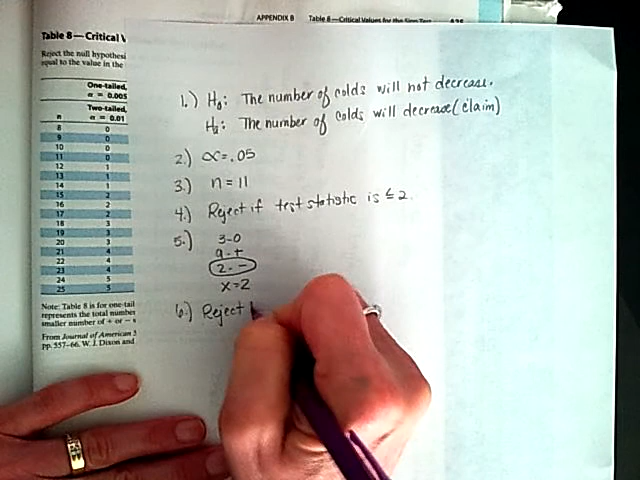 APPENDIX B Table 8—Critical Values for the Sign Test
Table 8—Critical V
Reject the null hypothesi
equal to the value in the
One-tailed,
α = 0.005
Two-tailed,
n α = 0.01
8 0
9 0
10 0
11 0
12 1
13 1
14 1
15 2
16 2
17 2
18 3
19 3
20 3
21 4
22 4
23 4
24 5
25 5
Note: Table 8 is for one-tail
represents the total number
smaller number of + or –
From Journal of American S
pp. 557–66. W. J. Dixon and
1.) H₀: The number of colds will not decrease.
H₁: The number of colds will decrease (claim)
2.) α = .05
3.) n = 11
4.) Reject if test statistic is ≤ 2.
5.) 3-0
9-+
2--
x=2
6.) Reject